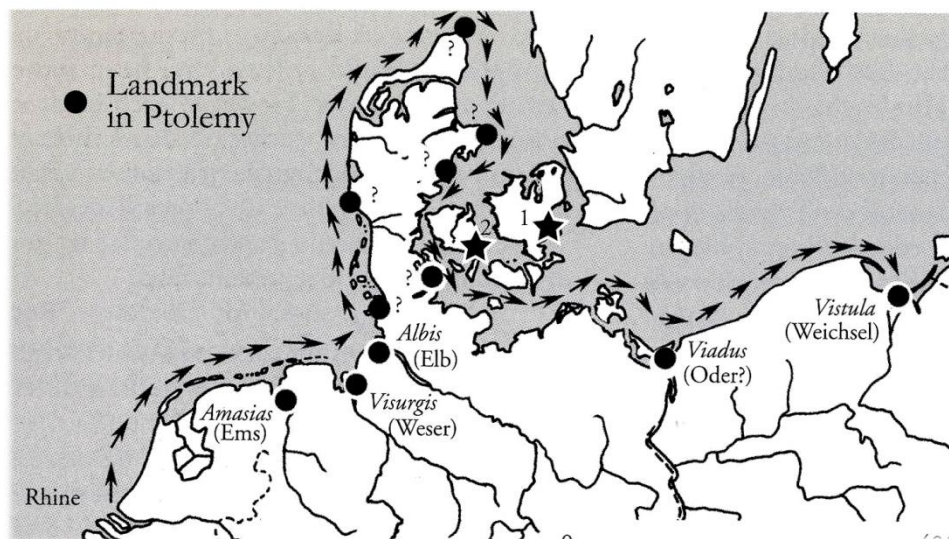 Landmark
in Ptolemy
?
?
?
?
?
?
1
2
Albis
(Elb)
Vistula
(Weichsel)
Viadus
(Oder?)
Visurgis
(Weser)
Amasias
(Ems)
Rhine